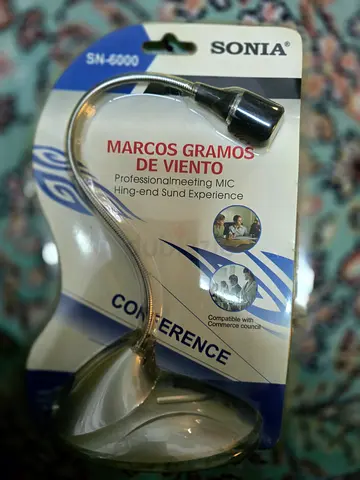 SN-6000
SONIA®
MARCOS GRAMOS
DE VIENTO
Professionalmeeting MIC
Hing-end Sund Experience
Compatible with
Commerce council
CONFERENCE